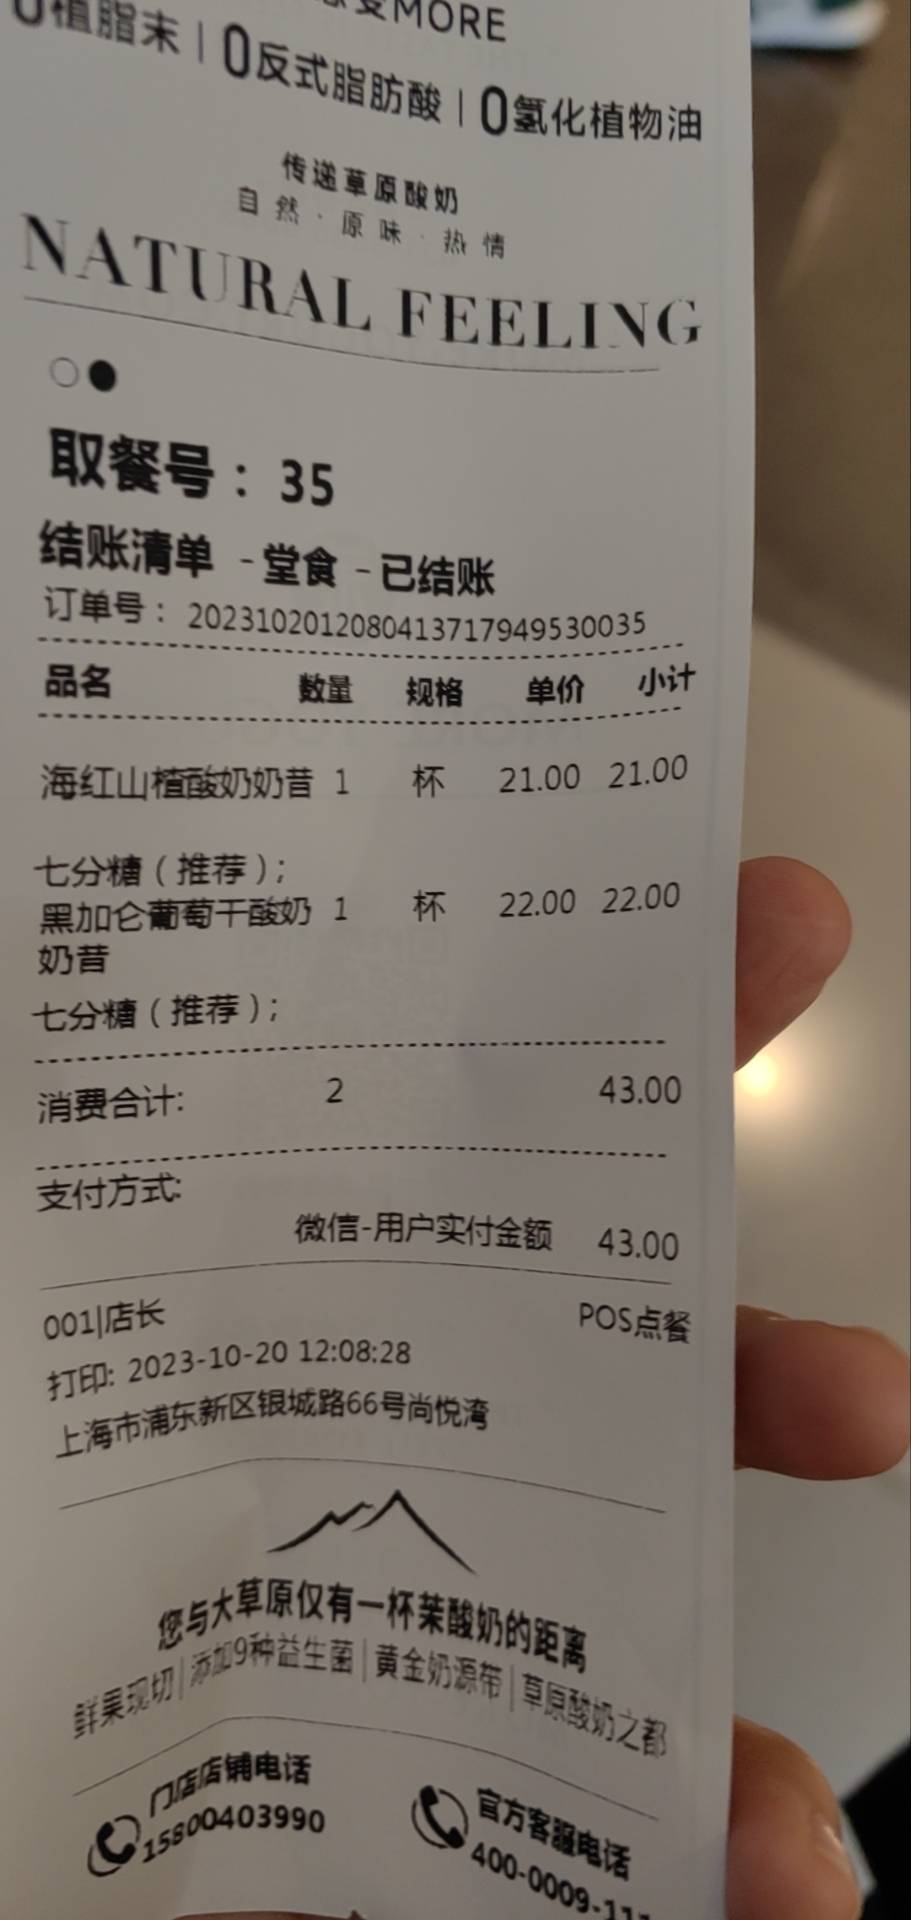 MORE
0植脂末 | 0反式脂肪酸 | 0氢化植物油
传递草原酸奶
自然·原味·热情
NATURAL FEELING
取餐号：35
结账清单 -堂食 -已结账
订单号：2023102012080413717949530035
品名 数量 规格 单价 小计
海红山楂酸奶奶昔 1 杯 21.00 21.00
七分糖（推荐）;
黑加仑葡萄干酸奶 1 杯 22.00 22.00
奶昔
七分糖（推荐）;
消费合计: 2 43.00
支付方式:
微信-用户实付金额 43.00
001|店长 POS点餐
打印: 2023-10-20 12:08:28
上海市浦东新区银城路66号尚悦湾
您与大草原仅有一杯茉酸奶的距离
鲜果现切 | 添加9种益生菌 | 黄金奶源带 | 草原酸奶之都
门店店铺电话 官方客服电话
15800403990 400-0009-11